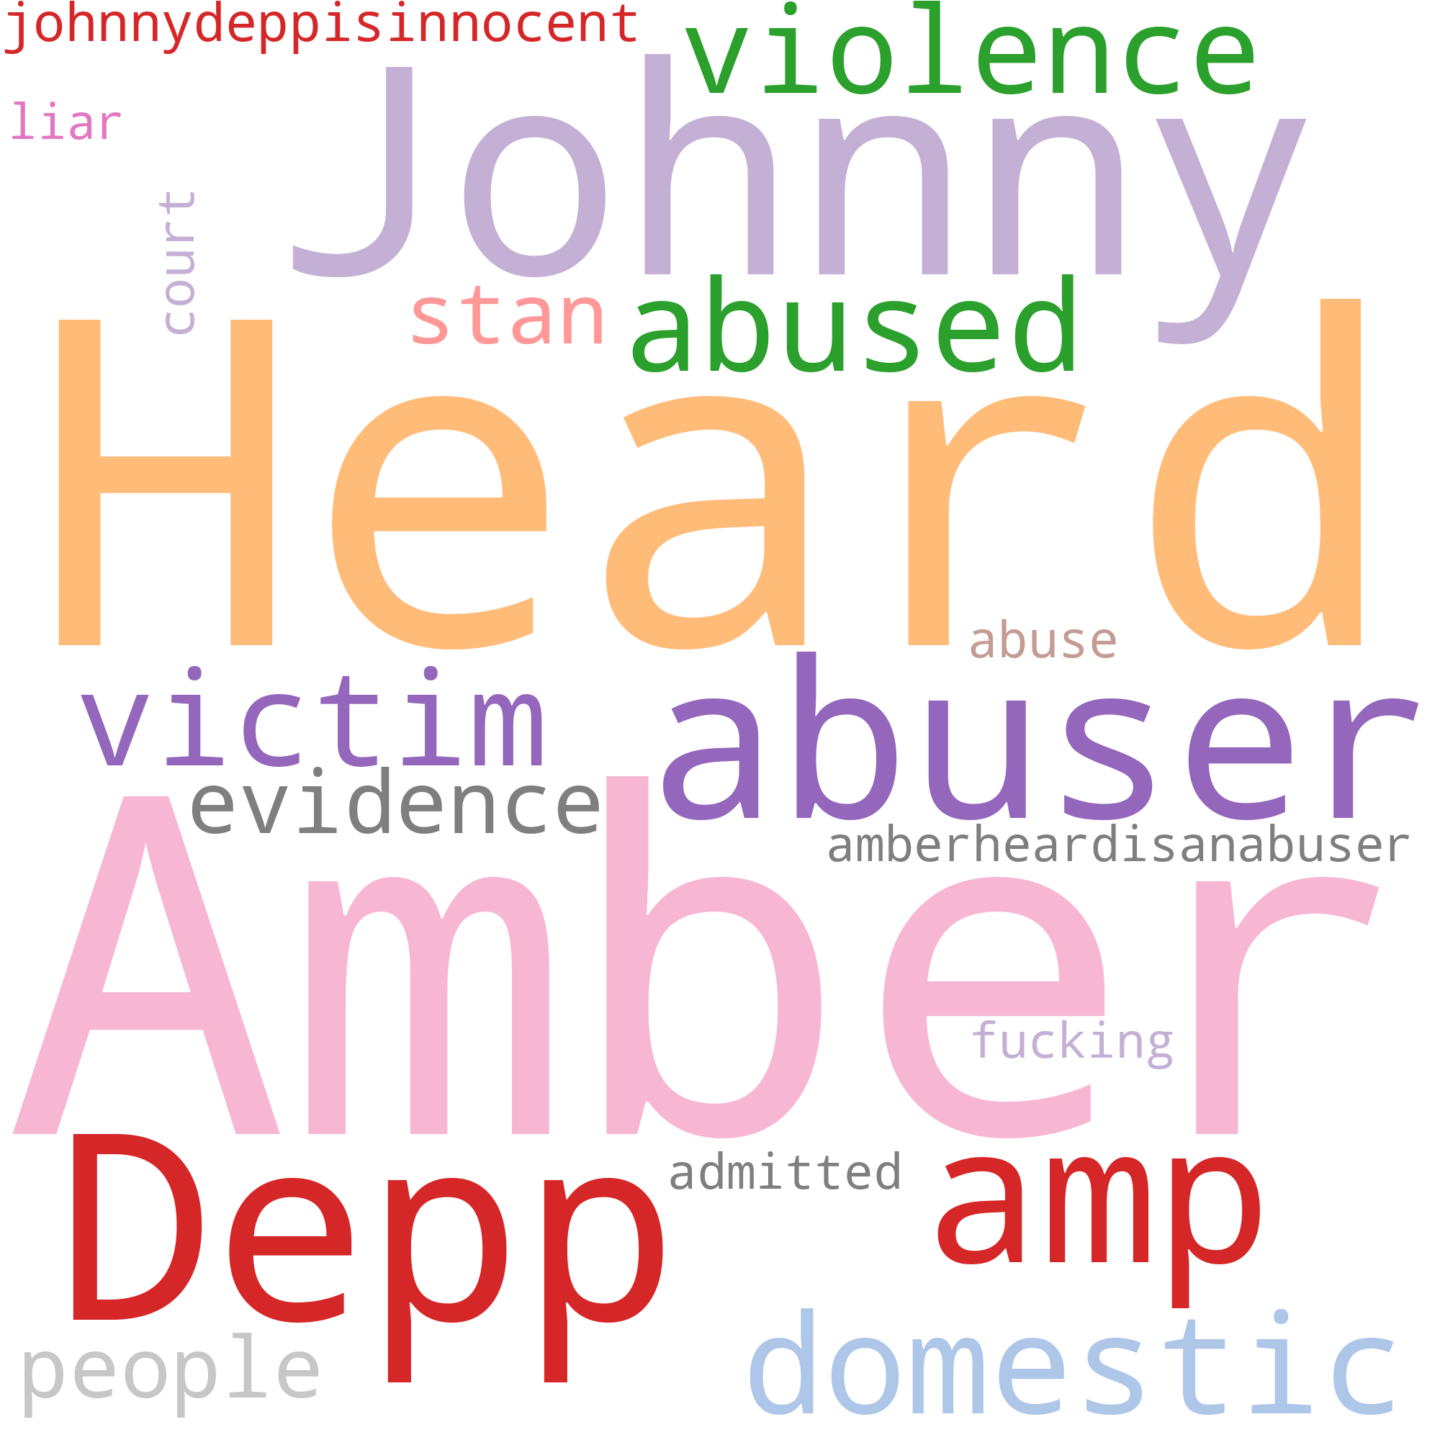 johnnydeppisinnocent
violence
liar
Johnny
court
stan
abused
Heard
abuse
victim
abuser
evidence
amberheardisanabuser
Amber
fucking
Depp
admitted
amp
people
domestic